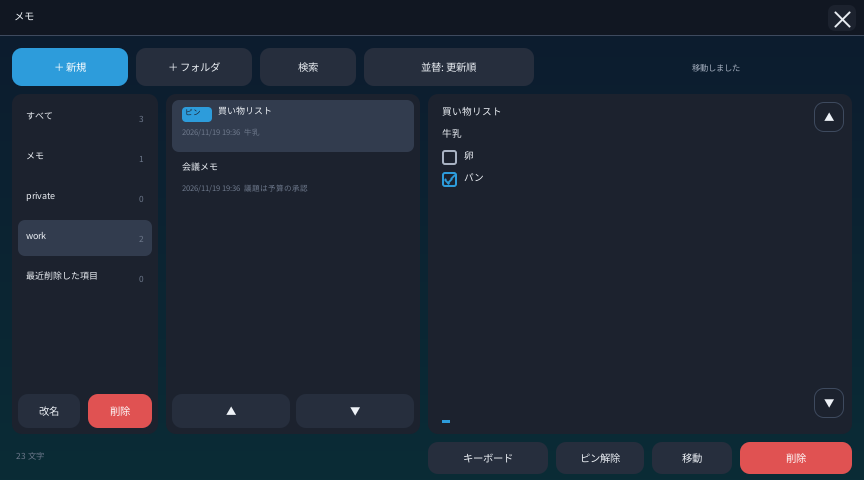 メモ
＋新規
＋フォルダ
検索
並替: 更新順
移動しました
すべて 3
メモ 1
private 0
work 2
最近削除した項目 0
改名
削除
ピン 買い物リスト
2026/11/19 19:36 牛乳
会議メモ
2026/11/19 19:36 議題は予算の承認
▲
▼
買い物リスト
牛乳
卵
パン
▲
▼
23 文字
キーボード
ピン解除
移動
削除